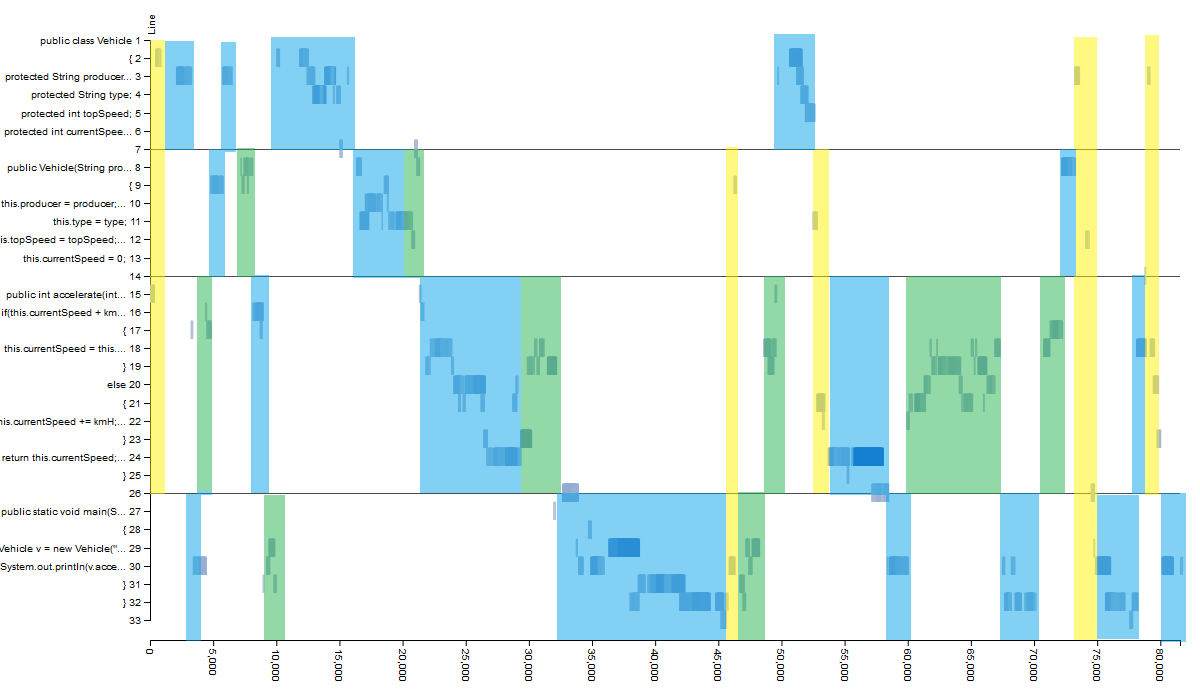 Line
public class Vehicle 1
{ 2
protected String producer... 3
protected String type; 4
protected int topSpeed; 5
protected int currentSpee... 6
7
public Vehicle(String pro... 8
{ 9
this.producer = producer;... 10
this.type = type; 11
is.topSpeed = topSpeed;... 12
this.currentSpeed = 0; 13
14
public int accelerate(int... 15
if(this.currentSpeed + km... 16
{ 17
this.currentSpeed = this.... 18
} 19
else 20
{ 21
his.currentSpeed += kmH;... 22
} 23
return this.currentSpeed;... 24
} 25
26
public static void main(S... 27
{ 28
Vehicle v = new Vehicle("... 29
System.out.println(v.acce... 30
} 31
} 32
33
0 5,000 10,000 15,000 20,000 25,000 30,000 35,000 40,000 45,000 50,000 55,000 60,000 65,000 70,000 75,000 80,000